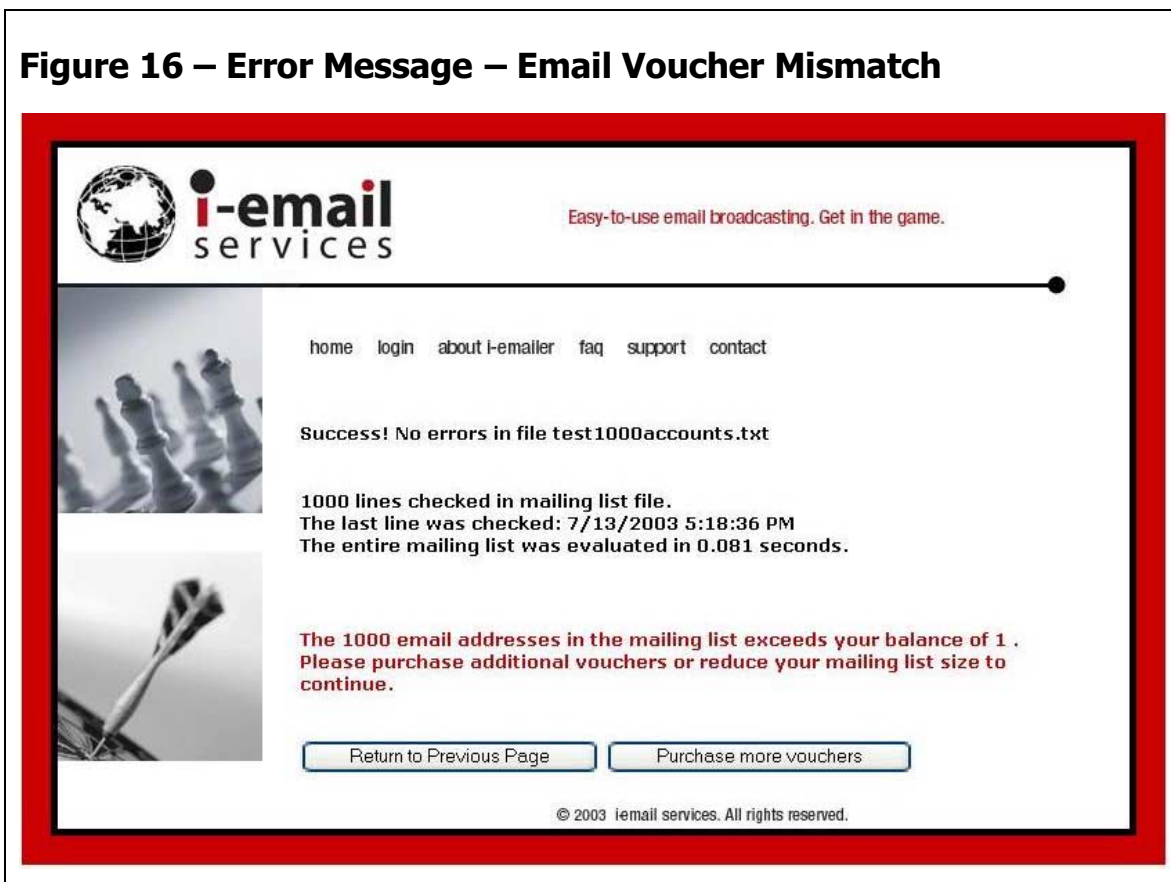 Figure 16 – Error Message – Email Voucher Mismatch
i-email
services
Easy-to-use email broadcasting. Get in the game.
home login about i-emailer faq support contact
Success! No errors in file test1000accounts.txt
1000 lines checked in mailing list file.
The last line was checked: 7/13/2003 5:18:36 PM
The entire mailing list was evaluated in 0.081 seconds.
The 1000 email addresses in the mailing list exceeds your balance of 1 .
Please purchase additional vouchers or reduce your mailing list size to
continue.
Return to Previous Page Purchase more vouchers
© 2003 iemail services. All rights reserved.